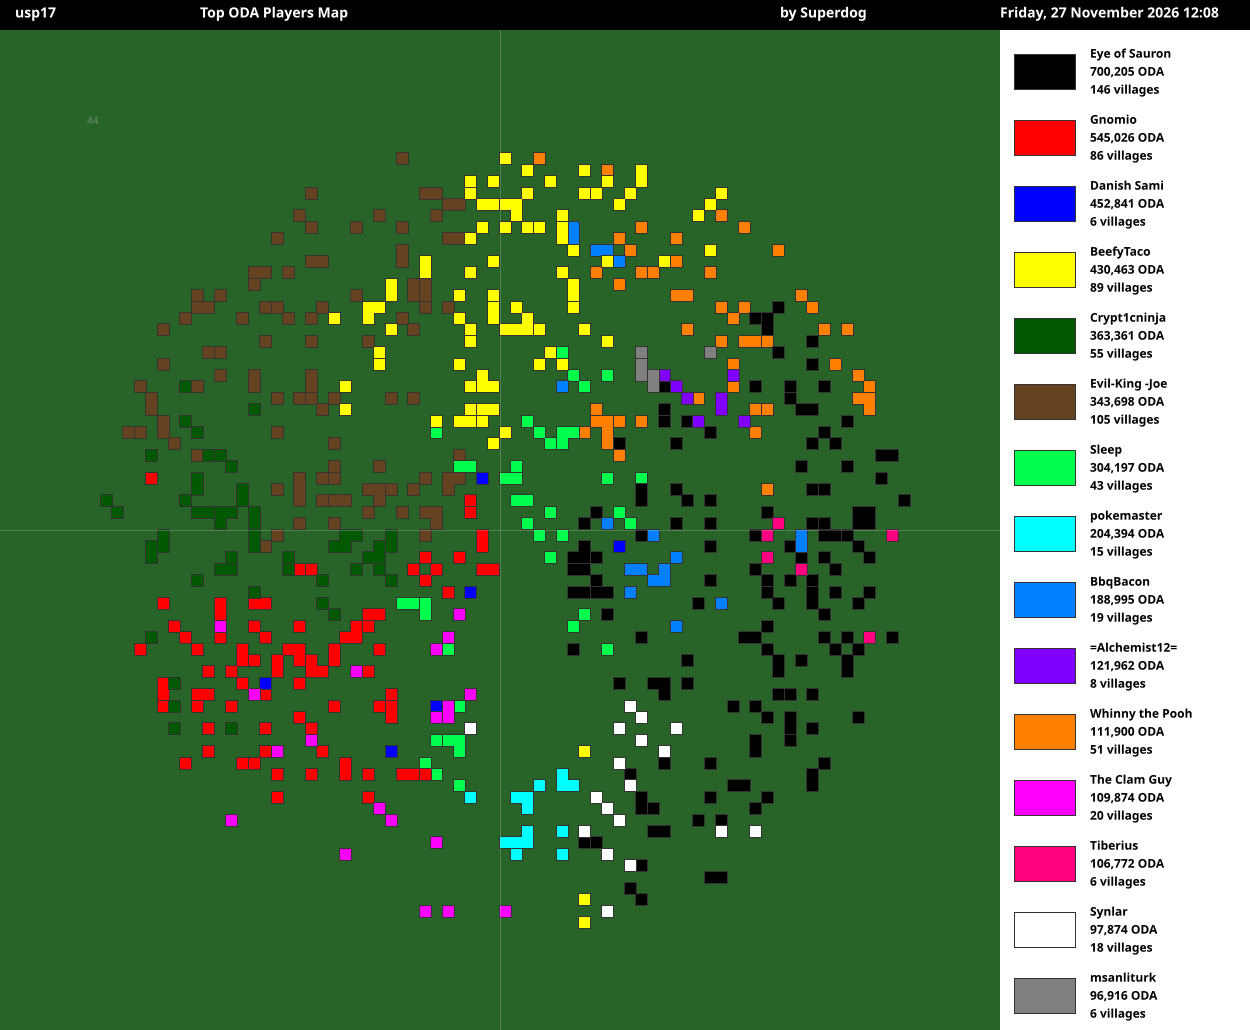 usp17 Top ODA Players Map by Superdog Friday, 27 November 2026 12:08
44
Eye of Sauron
700,205 ODA
146 villages
Gnomio
545,026 ODA
86 villages
Danish Sami
452,841 ODA
6 villages
BeefyTaco
430,463 ODA
89 villages
Crypt1cninja
363,361 ODA
55 villages
Evil-King -Joe
343,698 ODA
105 villages
Sleep
304,197 ODA
43 villages
pokemaster
204,394 ODA
15 villages
BbqBacon
188,995 ODA
19 villages
=Alchemist12=
121,962 ODA
8 villages
Whinny the Pooh
111,900 ODA
51 villages
The Clam Guy
109,874 ODA
20 villages
Tiberius
106,772 ODA
6 villages
Synlar
97,874 ODA
18 villages
msanliturk
96,916 ODA
6 villages